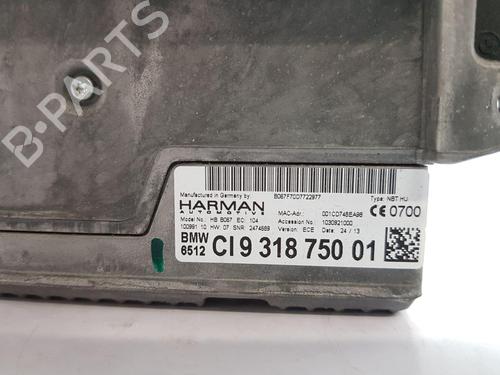 B-PARTS
Manufactured in Germany by
HARMAN
AUTOMOTIVE
B067F70D7722977
Type: NBT HU
Model No.: HB B067 EC: 104
MAC-Adr.: 001CD748EA98
CE 0700
100991 10 HW: 07 SNR: 2474589
Accession No.: 1030921000
Version: ECE Date: 24 / 13
BMW
6512
CI 9 318 750 01